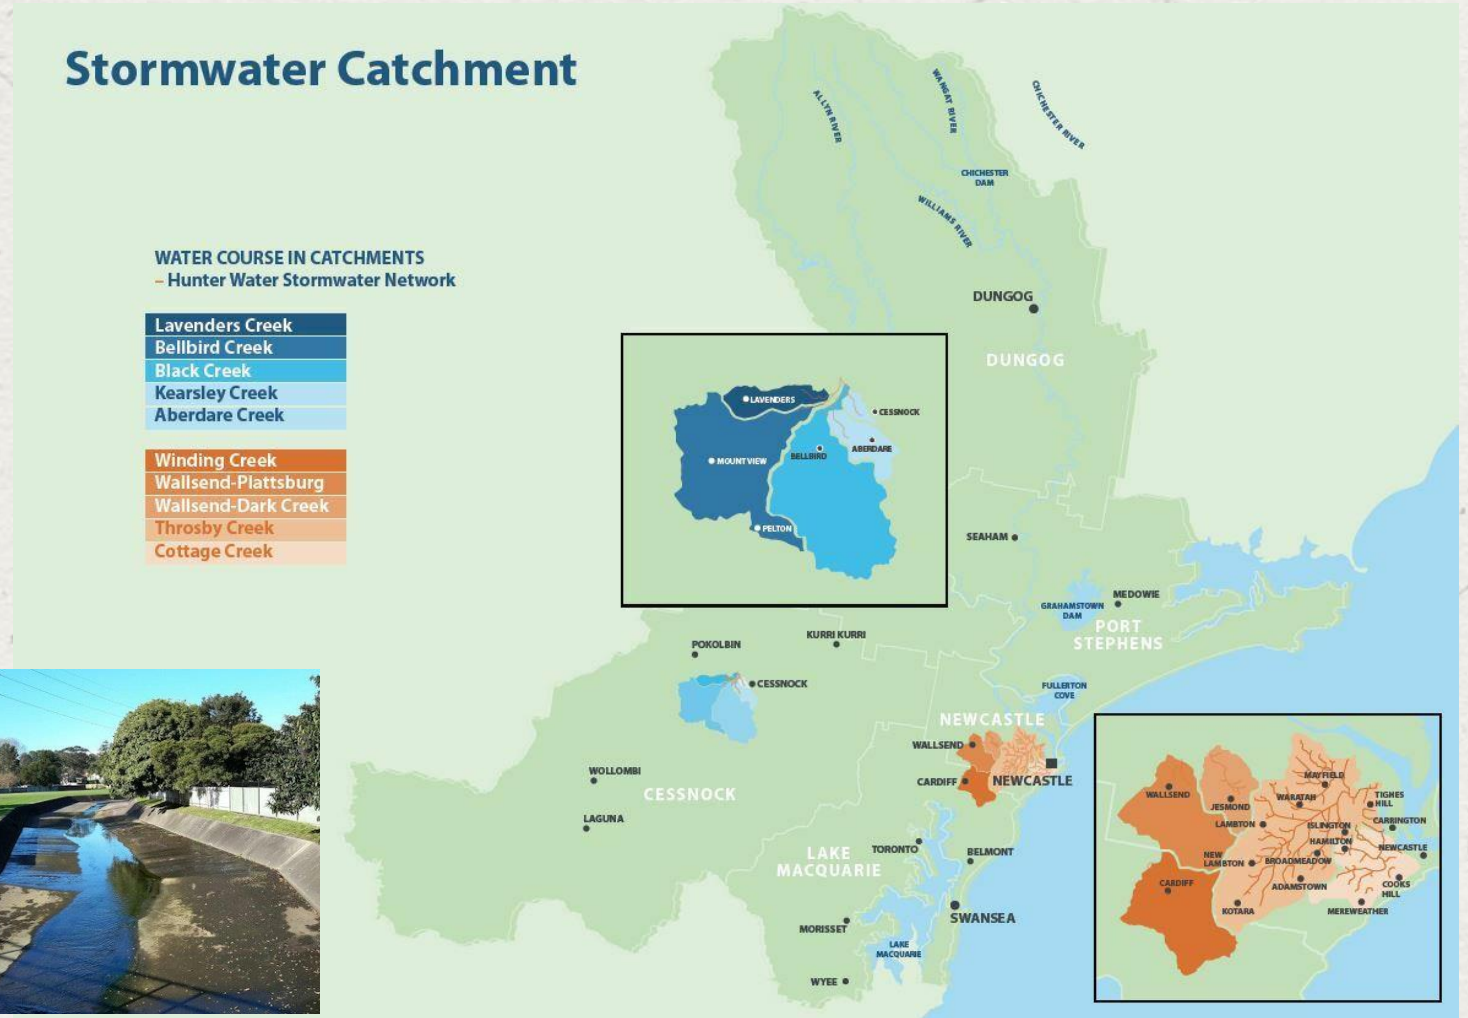 Stormwater Catchment
WATER COURSE IN CATCHMENTS
– Hunter Water Stormwater Network
Lavenders Creek
Bellbird Creek
Black Creek
Kearsley Creek
Aberdare Creek
Winding Creek
Wallsend-Plattsburg
Wallsend-Dark Creek
Throsby Creek
Cottage Creek
ALLYN RIVER
WANGAT RIVER
CHICHESTER RIVER
CHICHESTER
DAM
WILLIAMS RIVER
DUNGOG
DUNGOG
LAVENDERS
CESSNOCK
ABERDARE
BELLBIRD
MOUNT VIEW
PELTON
SEAHAM
MEDOWIE
GRAHAMSTOWN
DAM
PORT
STEPHENS
KURRI KURRI
POKOLBIN
CESSNOCK
FULLERTON
COVE
NEWCASTLE
WALLSEND
CARDIFF
NEWCASTLE
WOLLOMBI
CESSNOCK
LAGUNA
LAKE
MACQUARIE
TORONTO
BELMONT
SWANSEA
MORISSET
LAKE
MACQUARIE
WYEE
MAYFIELD
WALLSEND
JESMOND
WARATAH
TIGHES
HILL
LAMBTON
ISLINGTON
CARRINGTON
HAMILTON
NEWCASTLE
NEW
LAMBTON
BROADMEADOW
CARDIFF
ADAMSTOWN
COOKS
HILL
KOTARA
MEREWEATHER